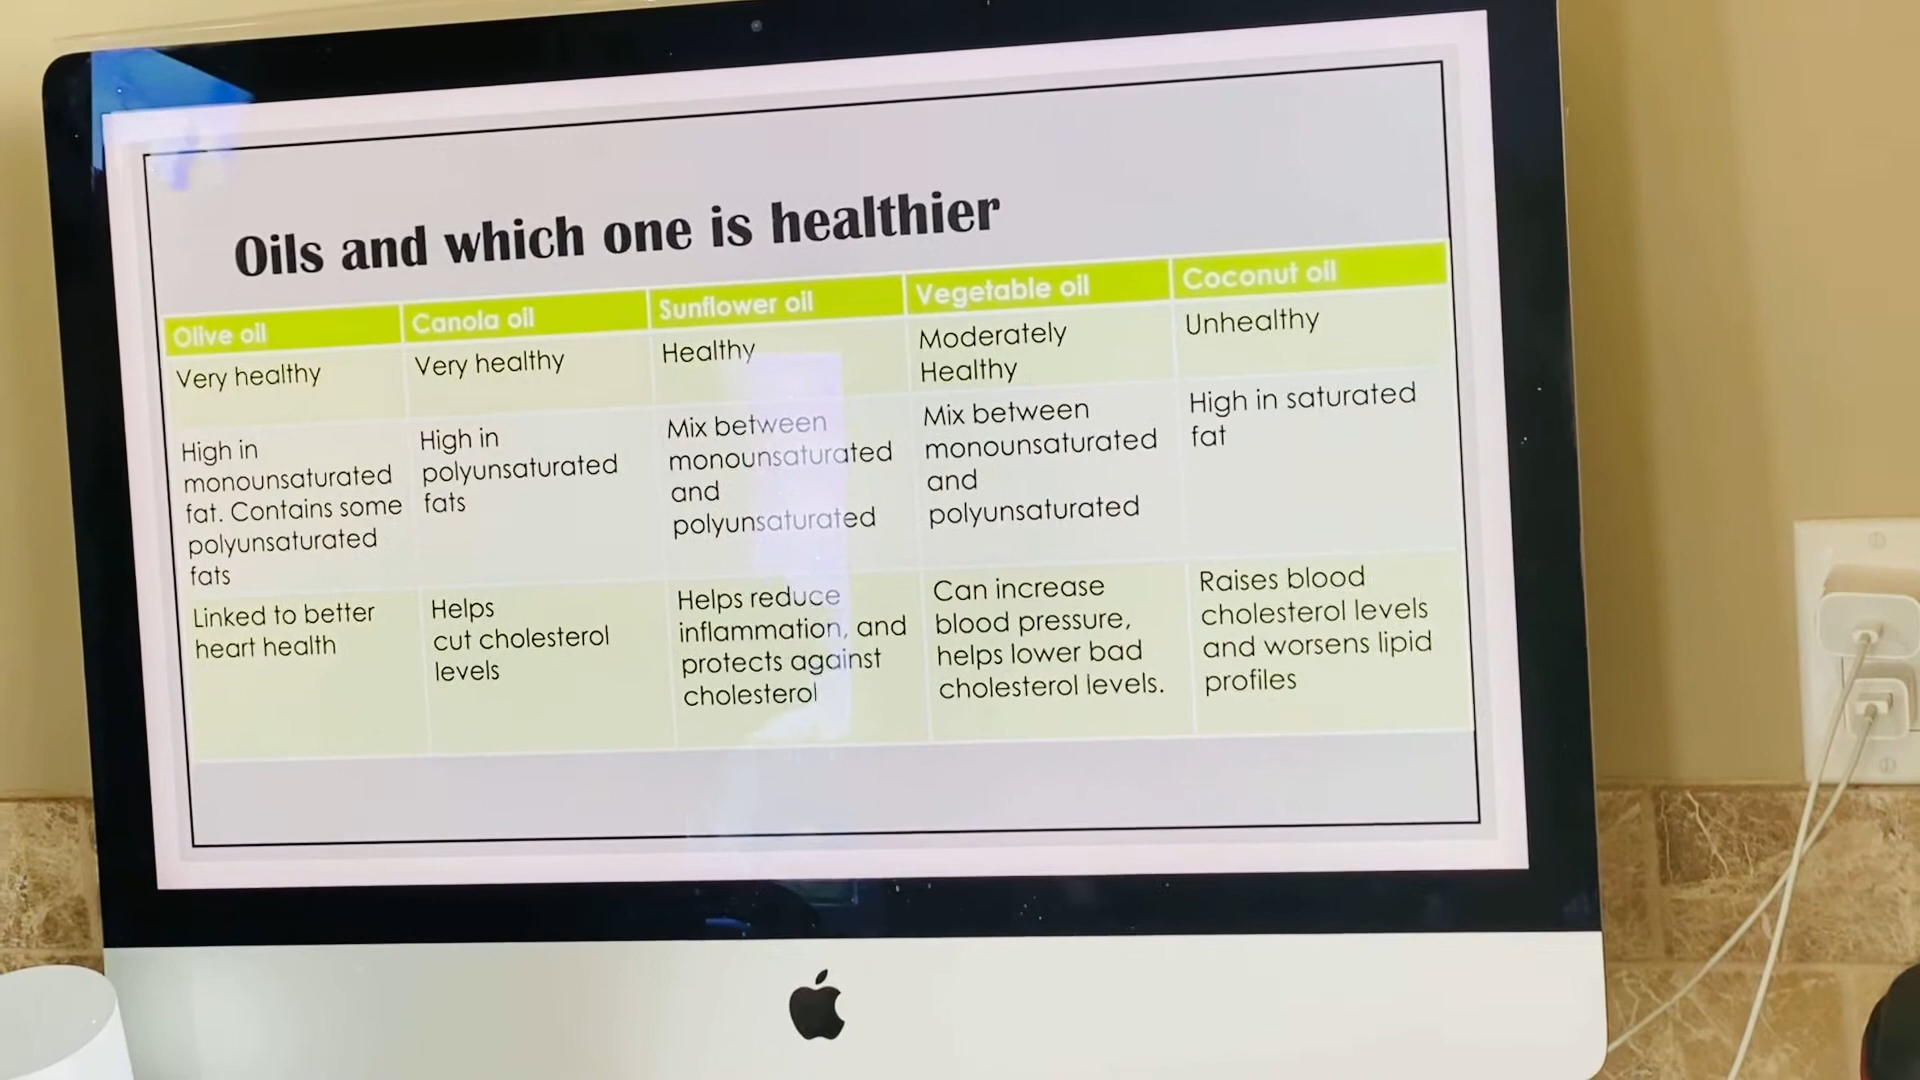 Oils and which one is healthier
Olive oil
Canola oil
Sunflower oil
Vegetable oil
Coconut oil
Very healthy
Very healthy
Healthy
Moderately
Healthy
Unhealthy
High in
monounsaturated
fat. Contains some
polyunsaturated
fats
High in
polyunsaturated
fats
Mix between
monounsaturated
and
polyunsaturated
Mix between
monounsaturated
and
polyunsaturated
High in saturated
fat
Linked to better
heart health
Helps
cut cholesterol
levels
Helps reduce
inflammation, and
protects against
cholesterol
Can increase
blood pressure,
helps lower bad
cholesterol levels.
Raises blood
cholesterol levels
and worsens lipid
profiles